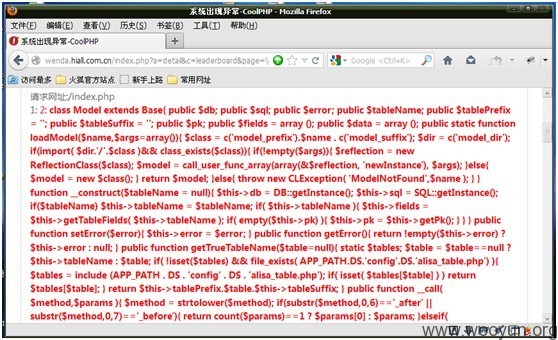 系统出现异常-CoolPHP - Mozilla Firefox
文件(F) 编辑(E) 查看(V) 历史(S) 书签(B) 工具(T) 帮助(H)
系统出现异常-CoolPHP +
wenda.hiall.com.cn/index.php?a=detail&c=leaderboard&page=\
Google <Ctrl+K>
访问最多 火狐官方站点 新手上路 常用网址
请求网址:/index.php
1: 2: class Model extends Base{ public $db; public $sql; public $error; public $tableName; public $tablePrefix
= ''; public $tableSuffix = ''; public $pk; public $fields = array (); public $data = array (); public static function
loadModel($name,$args=array()){ $class = c('model_prefix').$name . c('model_suffix'); $dir = c('model_dir');
if(import( $dir.'/'.$class )&& class_exists($class)){ if(!empty($args)){ $reflection = new
ReflectionClass($class); $model = call_user_func_array(array(&$reflection, 'newInstance'), $args); }else{
$model = new $class(); } return $model; }else{ throw new CLException( 'ModelNotFound',$name ); }
} function __construct($tableName = null){ $this->db = DB::getInstance(); $this->sql = SQL::getInstance();
if($tableName) $this->tableName = $tableName; if( $this->tableName ){ $this->fields =
$this->getTableFields( $this->tableName ); if( empty($this->pk) ){ $this->pk = $this->getPk(); } } } public
function setError($error){ $this->error = $error; } public function getError(){ return !empty($this->error) ?
$this->error : null; } public function getTrueTableName($table=null){ static $tables; $table = $table==null ?
$this->tableName : $table; if( !isset($tables) && file_exists( APP_PATH.DS.'config'.DS.'alisa_table.php') ){
$tables = include (APP_PATH . DS . 'config' . DS . 'alisa_table.php'); if( isset( $tables[$table] ) ) return
$tables[$table]; } return $this->tablePrefix.$table.$this->tableSuffix; } public function __call(
$method,$params ){ $method = strtolower($method); if(substr($method,0,6)=='_after' ||
substr($method,0,7)=='_before'){ return count($params)==1 ? $params[0] : $params; }elseif(
www.wooyun.org